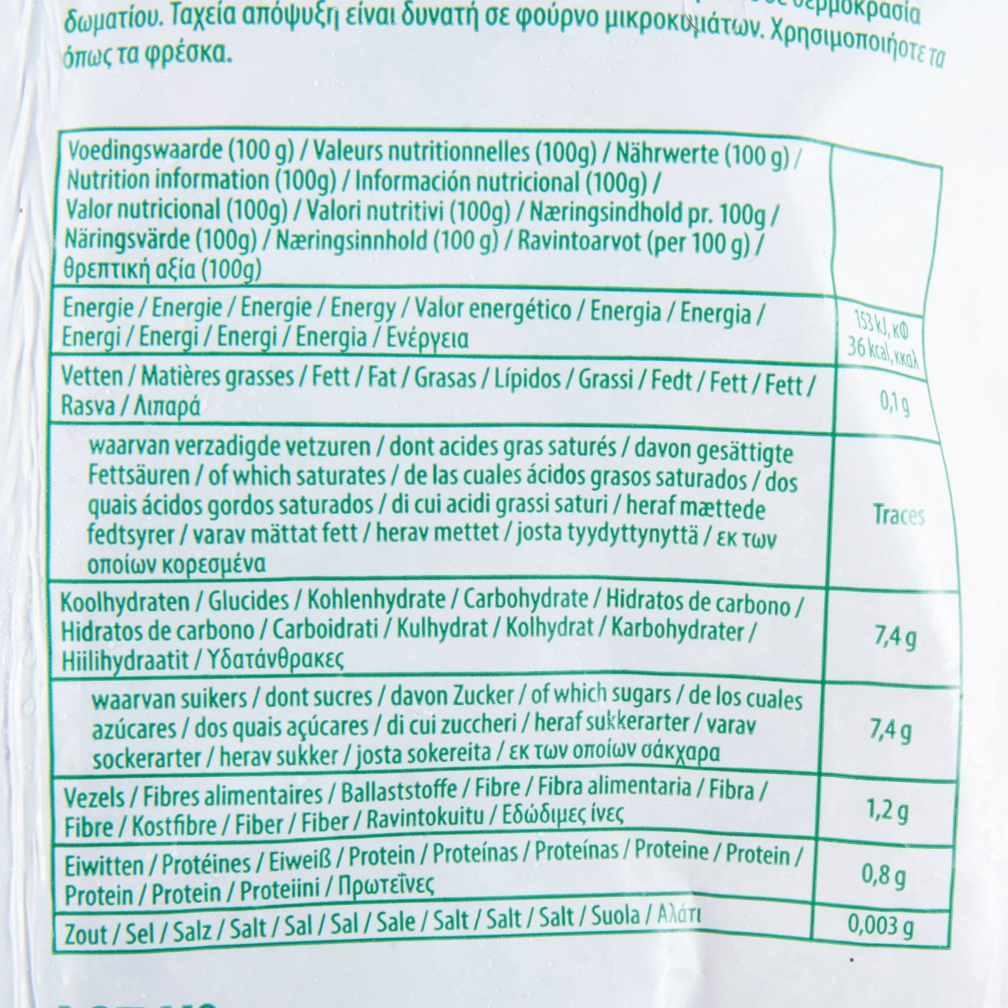 θερμοκρασία
δωματίου. Ταχεία απόψυξη είναι δυνατή σε φούρνο μικροκυμάτων. Χρησιμοποιήστε τα
όπως τα φρέσκα.
Voedingswaarde (100 g) / Valeurs nutritionnelles (100g) / Nährwerte (100 g) /
Nutrition information (100g) / Información nutricional (100g) /
Valor nutricional (100g) / Valori nutritivi (100g) / Næringsindhold pr. 100g /
Näringsvärde (100g) / Næringsinnhold (100 g) / Ravintoarvot (per 100 g) /
θρεπτική αξία (100g)
Energie / Energie / Energie / Energy / Valor energético / Energia / Energia /
Energi / Energi / Energi / Energia / Ενέργεια
153 kJ, κΦ
36 kcal, κκαλ
Vetten / Matières grasses / Fett / Fat / Grasas / Lípidos / Grassi / Fedt / Fett / Fett /
Rasva / Λιπαρά
0,1 g
waarvan verzadigde vetzuren / dont acides gras saturés / davon gesättigte
Fettsäuren / of which saturates / de las cuales ácidos grasos saturados / dos
quais ácidos gordos saturados / di cui acidi grassi saturi / heraf mættede
fedtsyrer / varav mättat fett / herav mettet / josta tyydyttynyttä / εκ των
οποίων κορεσμένα
Traces
Koolhydraten / Glucides / Kohlenhydrate / Carbohydrate / Hidratos de carbono /
Hidratos de carbono / Carboidrati / Kulhydrat / Kolhydrat / Karbohydrater /
Hiilihydraatit / Υδατάνθρακες
7,4 g
waarvan suikers / dont sucres / davon Zucker / of which sugars / de los cuales
azúcares / dos quais açúcares / di cui zuccheri / heraf sukkerarter / varav
sockerarter / herav sukker / josta sokereita / εκ των οποίων σάκχαρα
7,4 g
Vezels / Fibres alimentaires / Ballaststoffe / Fibre / Fibra alimentaria / Fibra /
Fibre / Kostfibre / Fiber / Fiber / Ravintokuitu / Εδώδιμες ίνες
1,2 g
Eiwitten / Protéines / Eiweiß / Protein / Proteínas / Proteínas / Proteine / Protein /
Protein / Protein / Proteiini / Πρωτεΐνες
0,8 g
Zout / Sel / Salz / Salt / Sal / Sal / Sale / Salt / Salt / Salt / Suola / Αλάτι
0,003 g